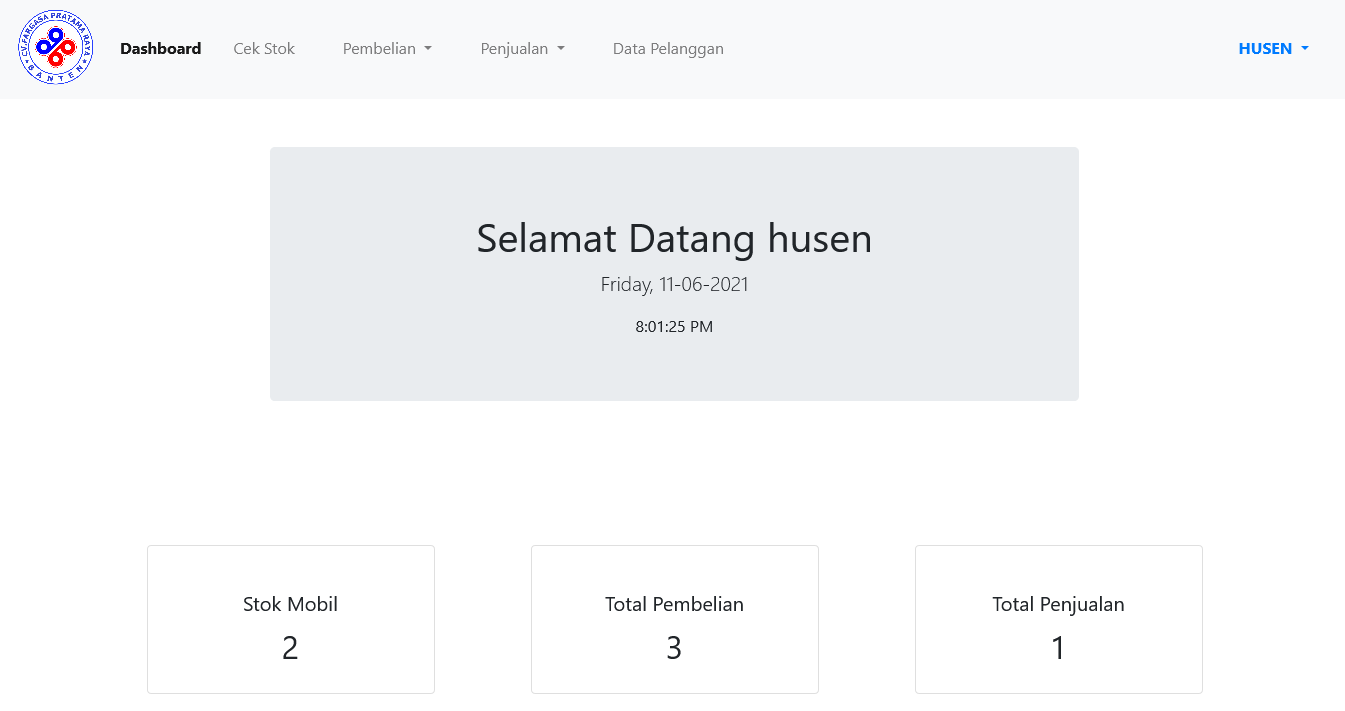 CV. FARGASA PRATAMA RAYA
BANTEN
Dashboard Cek Stok Pembelian Penjualan Data Pelanggan HUSEN
Selamat Datang husen
Friday, 11-06-2021
8:01:25 PM
Stok Mobil Total Pembelian Total Penjualan
2 3 1